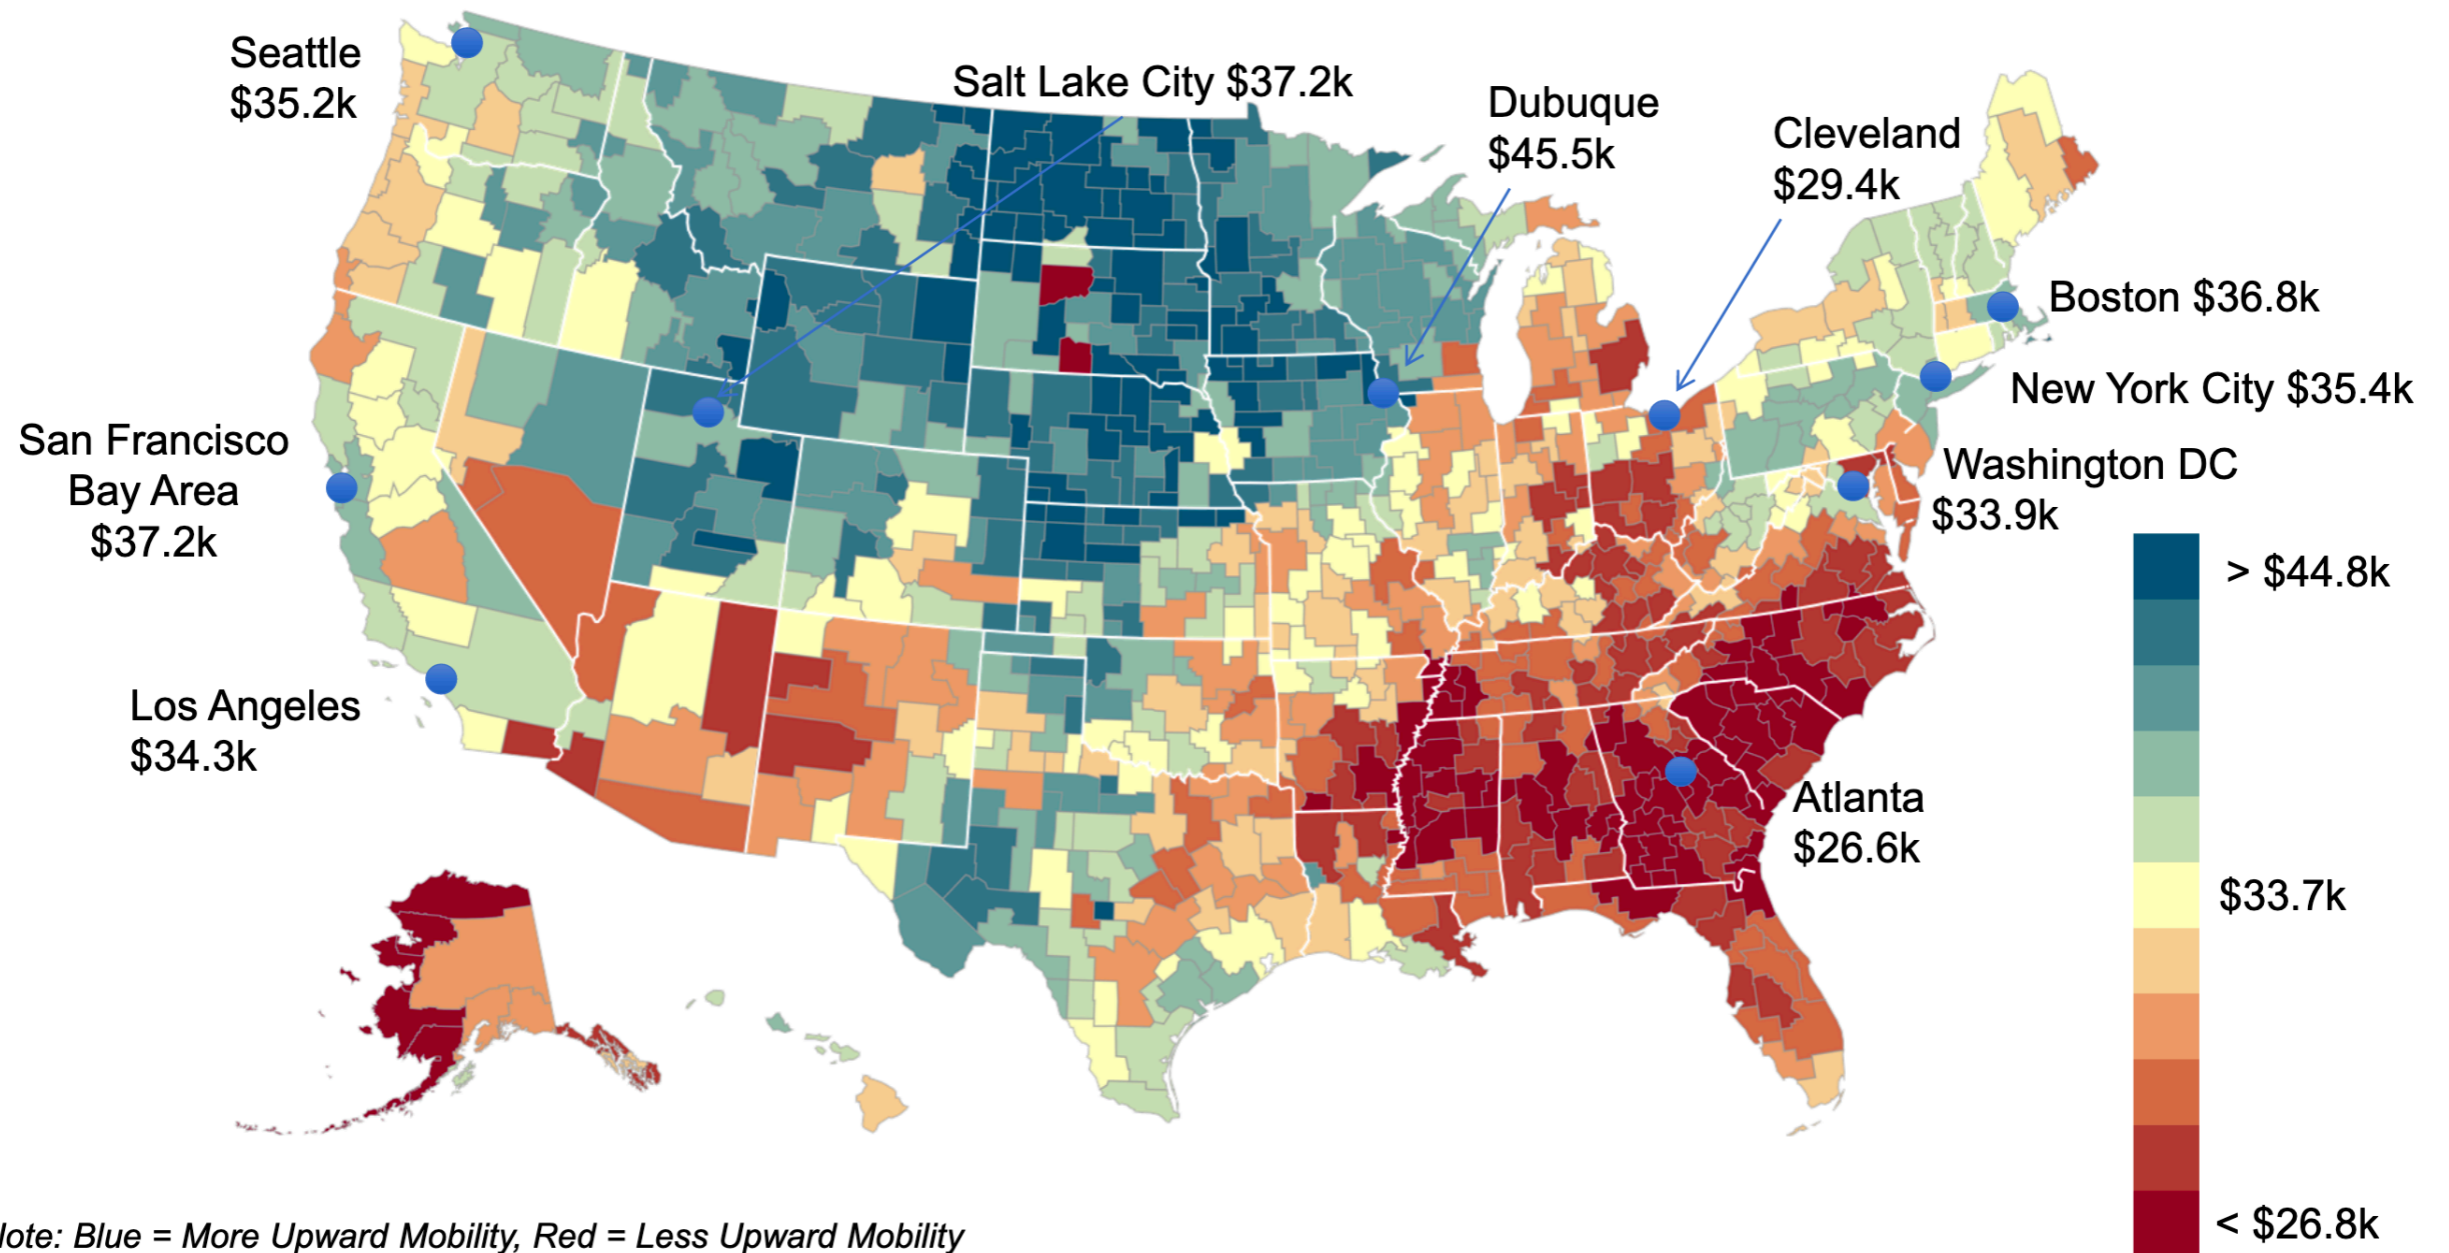 Seattle
$35.2k
Salt Lake City $37.2k
Dubuque
$45.5k
Cleveland
$29.4k
Boston $36.8k
New York City $35.4k
San Francisco
Bay Area
$37.2k
Washington DC
$33.9k
> $44.8k
Los Angeles
$34.3k
Atlanta
$26.6k
$33.7k
< $26.8k
lote: Blue = More Upward Mobility, Red = Less Upward Mobility